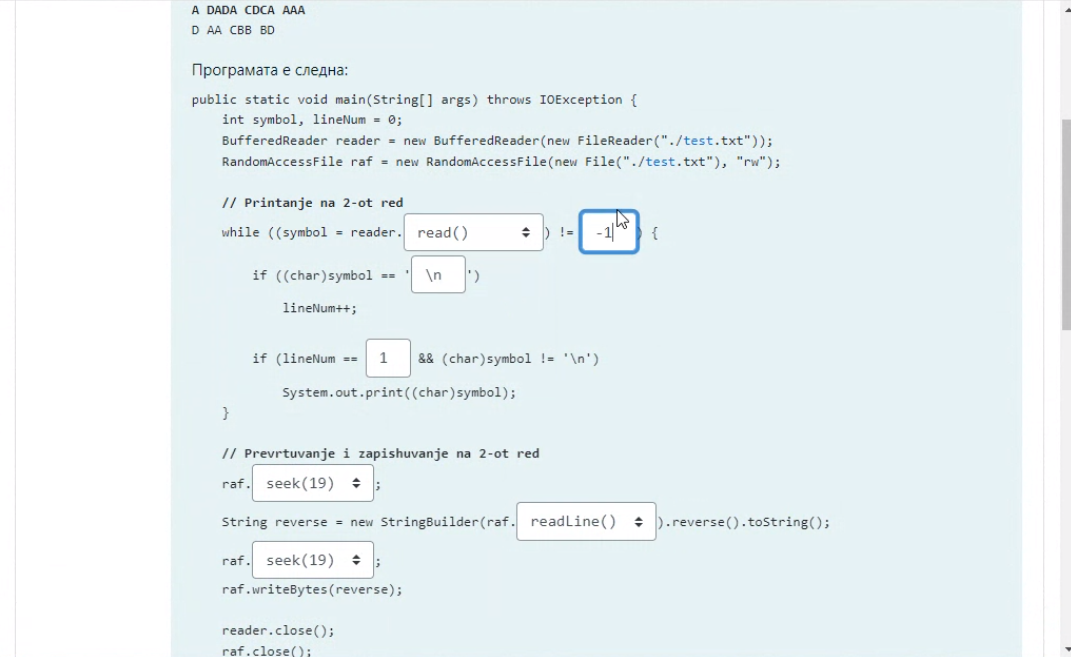 A DADA CDCA AAA
D AA CBB BD
Програмата е следна:
public static void main(String[] args) throws IOException {
int symbol, lineNum = 0;
BufferedReader reader = new BufferedReader(new FileReader("./test.txt"));
RandomAccessFile raf = new RandomAccessFile(new File("./test.txt"), "rw");
// Printanje na 2-ot red
while ((symbol = reader. read() ) != -1 ) {
if ((char)symbol == ' \n ')
lineNum++;
if (lineNum == 1 && (char)symbol != '\n')
System.out.print((char)symbol);
}
// Prevrtuvanje i zapishuvanje na 2-ot red
raf. seek(19) ;
String reverse = new StringBuilder(raf. readLine() ).reverse().toString();
raf. seek(19) ;
raf.writeBytes(reverse);
reader.close();
raf.close();